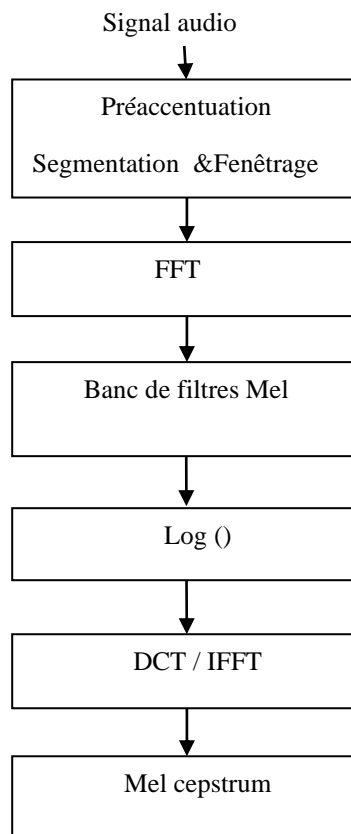 Signal audio
Préaccentuation
Segmentation &Fenêtrage
FFT
Banc de filtres Mel
Log ()
DCT / IFFT
Mel cepstrum